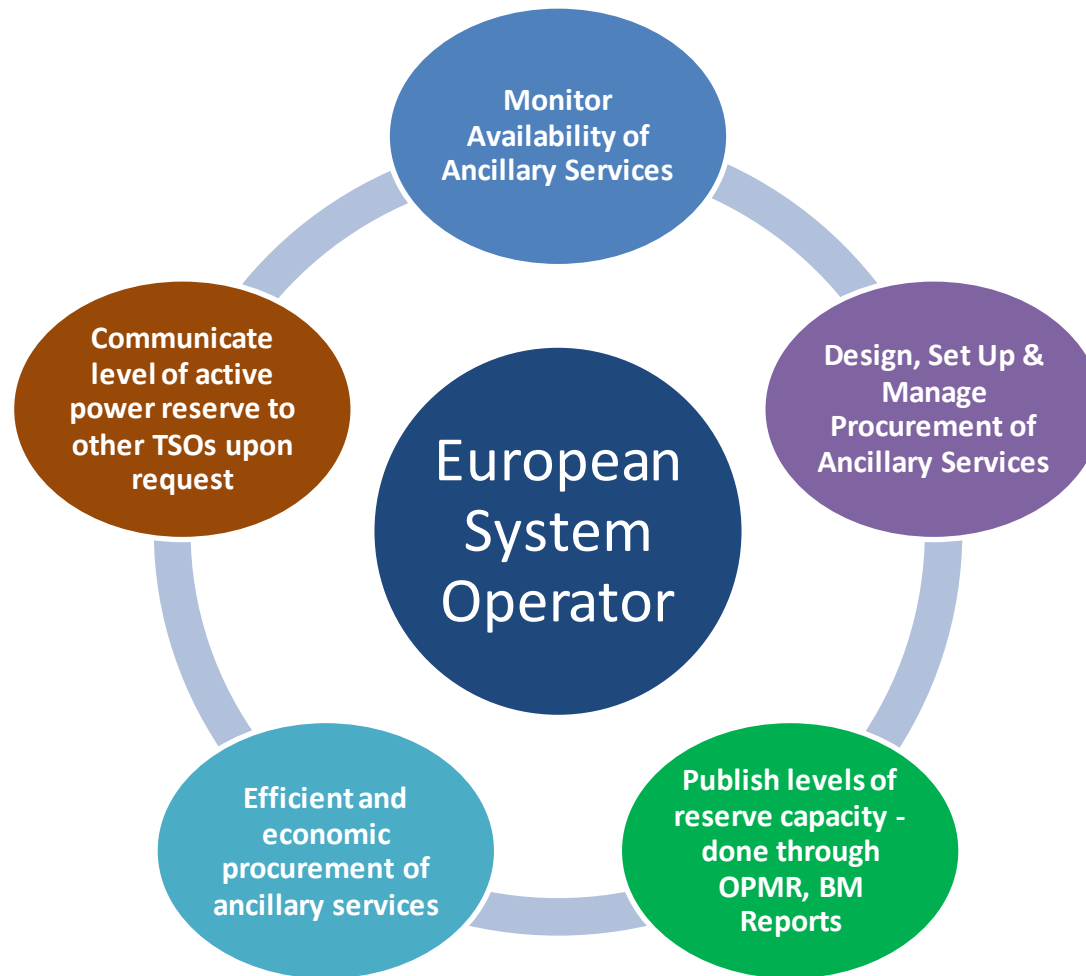 Monitor
Availability of
Ancillary Services
Design, Set Up &
Manage
Procurement of
Ancillary Services
Publish levels of
reserve capacity -
done through
OPMR, BM
Reports
Efficient and
economic
procurement of
ancillary services
Communicate
level of active
power reserve to
other TSOs upon
request
European
System
Operator